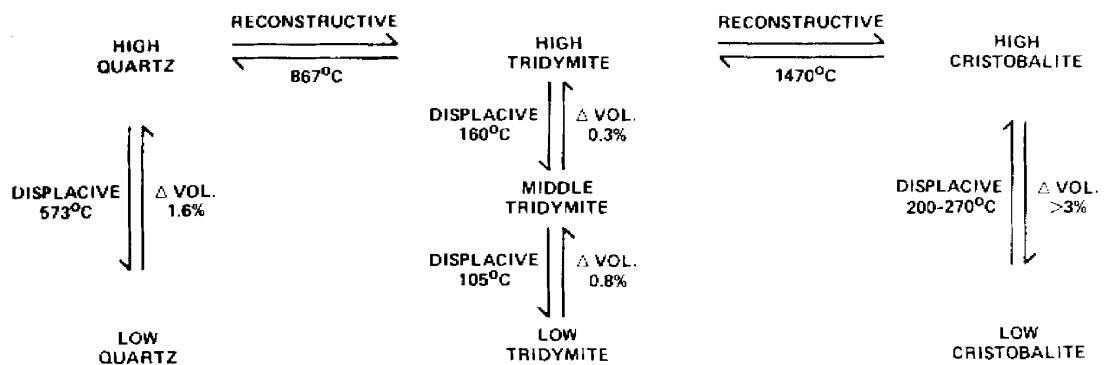 RECONSTRUCTIVE
RECONSTRUCTIVE
HIGH
QUARTZ
867°C
HIGH
TRIDYMITE
1470°C
HIGH
CRISTOBALITE
DISPLACIVE
573°C
Δ VOL.
1.6%
DISPLACIVE
160°C
Δ VOL.
0.3%
MIDDLE
TRIDYMITE
DISPLACIVE
200-270°C
Δ VOL.
>3%
DISPLACIVE
105°C
Δ VOL.
0.8%
LOW
QUARTZ
LOW
TRIDYMITE
LOW
CRISTOBALITE